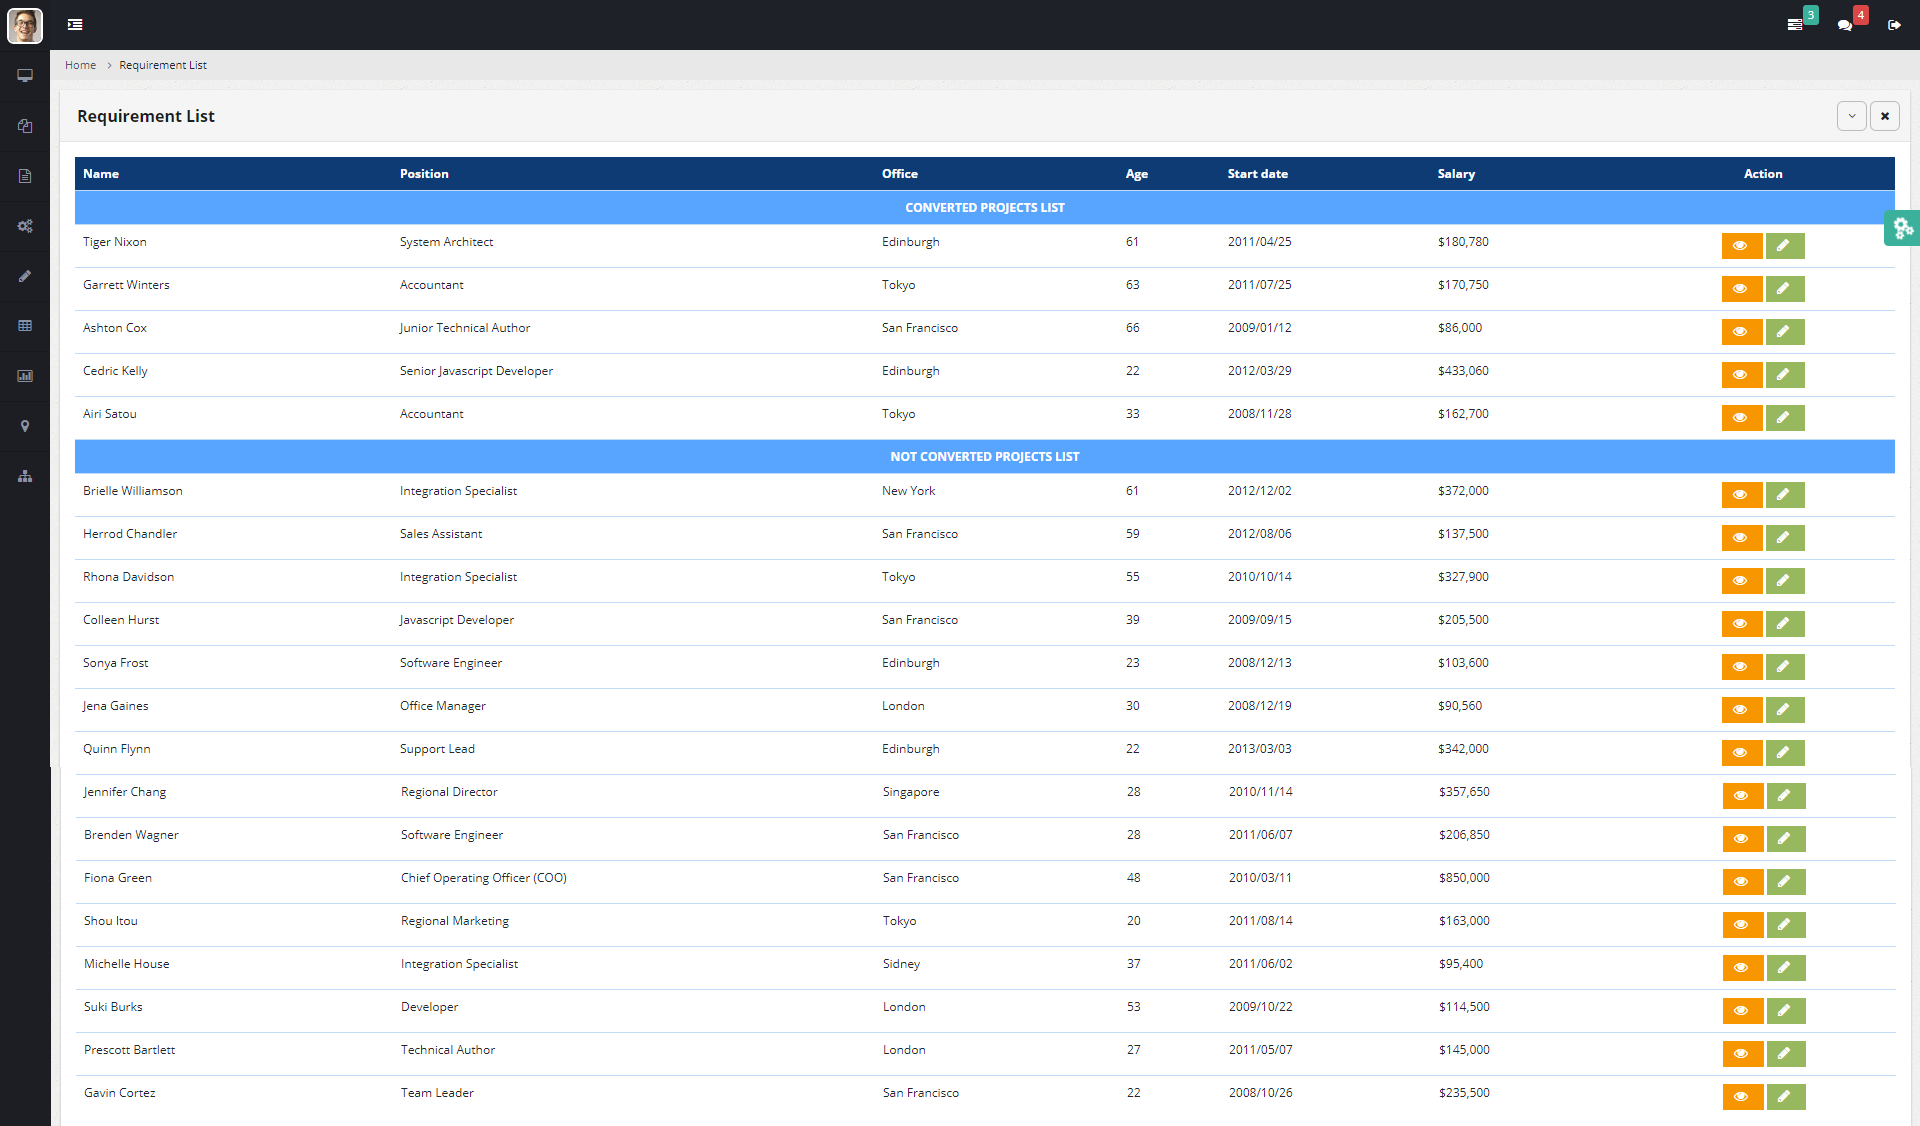 3 4
Home Requirement List
Requirement List
Name Position Office Age Start date Salary Action
CONVERTED PROJECTS LIST
Tiger Nixon System Architect Edinburgh 61 2011/04/25 $180,780
Garrett Winters Accountant Tokyo 63 2011/07/25 $170,750
Ashton Cox Junior Technical Author San Francisco 66 2009/01/12 $86,000
Cedric Kelly Senior Javascript Developer Edinburgh 22 2012/03/29 $433,060
Airi Satou Accountant Tokyo 33 2008/11/28 $162,700
NOT CONVERTED PROJECTS LIST
Brielle Williamson Integration Specialist New York 61 2012/12/02 $372,000
Herrod Chandler Sales Assistant San Francisco 59 2012/08/06 $137,500
Rhona Davidson Integration Specialist Tokyo 55 2010/10/14 $327,900
Colleen Hurst Javascript Developer San Francisco 39 2009/09/15 $205,500
Sonya Frost Software Engineer Edinburgh 23 2008/12/13 $103,600
Jena Gaines Office Manager London 30 2008/12/19 $90,560
Quinn Flynn Support Lead Edinburgh 22 2013/03/03 $342,000
Jennifer Chang Regional Director Singapore 28 2010/11/14 $357,650
Brenden Wagner Software Engineer San Francisco 28 2011/06/07 $206,850
Fiona Green Chief Operating Officer (COO) San Francisco 48 2010/03/11 $850,000
Shou Itou Regional Marketing Tokyo 20 2011/08/14 $163,000
Michelle House Integration Specialist Sidney 37 2011/06/02 $95,400
Suki Burks Developer London 53 2009/10/22 $114,500
Prescott Bartlett Technical Author London 27 2011/05/07 $145,000
Gavin Cortez Team Leader San Francisco 22 2008/10/26 $235,500